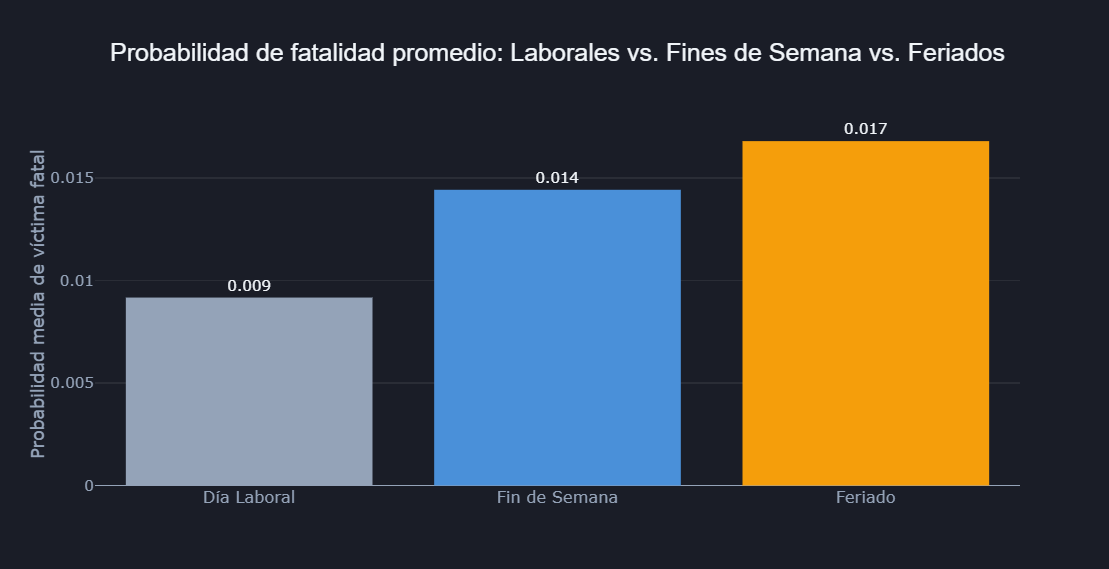 Probabilidad de fatalidad promedio: Laborales vs. Fines de Semana vs. Feriados
Probabilidad media de víctima fatal
0.015
0.01
0.005
0
0.009
0.014
0.017
Día Laboral
Fin de Semana
Feriado